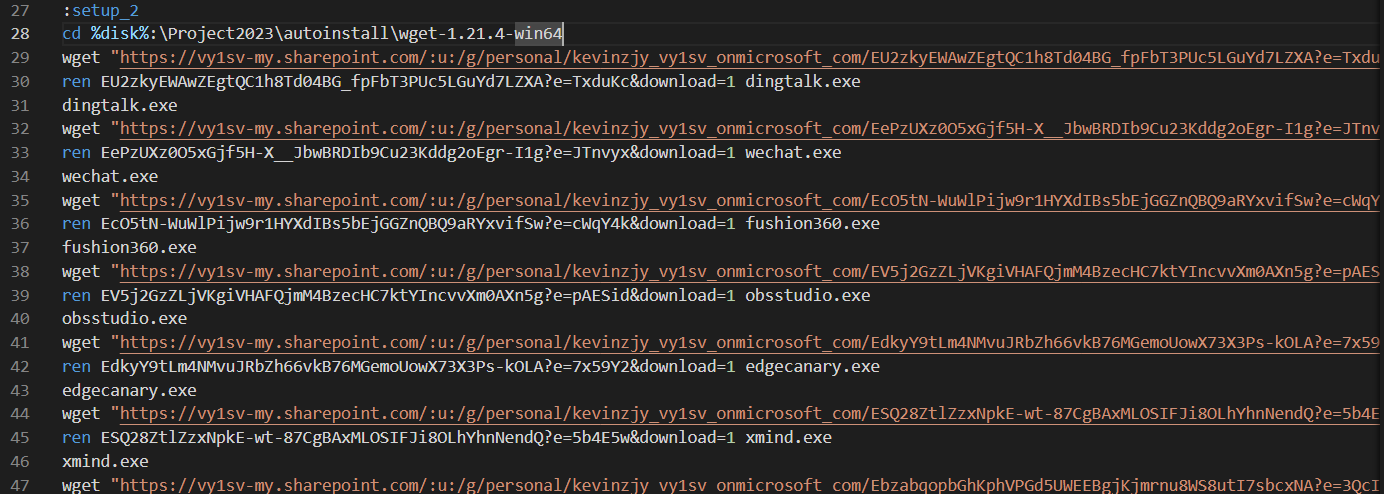 27 :setup_2
28 cd %disk%:\Project2023\autoinstall\wget-1.21.4-win64
29 wget "https://vy1sv-my.sharepoint.com/:u:/g/personal/kevinzjy_vy1sv_onmicrosoft_com/EU2zkyEWAwZEgtQC1h8Td04BG_fpFbT3PUc5LGuYd7LZXA?e=Txdu
30 ren EU2zkyEWAwZEgtQC1h8Td04BG_fpFbT3PUc5LGuYd7LZXA?e=TxduKc&download=1 dingtalk.exe
31 dingtalk.exe
32 wget "https://vy1sv-my.sharepoint.com/:u:/g/personal/kevinzjy_vy1sv_onmicrosoft_com/EePzUXz0O5xGjf5H-X__JbwBRDIb9Cu23Kddg2oEgr-I1g?e=JTnv
33 ren EePzUXz0O5xGjf5H-X__JbwBRDIb9Cu23Kddg2oEgr-I1g?e=JTnvyx&download=1 wechat.exe
34 wechat.exe
35 wget "https://vy1sv-my.sharepoint.com/:u:/g/personal/kevinzjy_vy1sv_onmicrosoft_com/EcO5tN-WuWlPijw9r1HYXdIBs5bEjGGZnQBQ9aRYxvifSw?e=cWqY
36 ren EcO5tN-WuWlPijw9r1HYXdIBs5bEjGGZnQBQ9aRYxvifSw?e=cWqY4k&download=1 fushion360.exe
37 fushion360.exe
38 wget "https://vy1sv-my.sharepoint.com/:u:/g/personal/kevinzjy_vy1sv_onmicrosoft_com/EV5j2GzZLjVKgiVHAFQjmM4BzecHC7ktYIncvvXm0AXn5g?e=pAES
39 ren EV5j2GzZLjVKgiVHAFQjmM4BzecHC7ktYIncvvXm0AXn5g?e=pAESid&download=1 obsstudio.exe
40 obsstudio.exe
41 wget "https://vy1sv-my.sharepoint.com/:u:/g/personal/kevinzjy_vy1sv_onmicrosoft_com/EdkyY9tLm4NMvuJRbZh66vkB76MGemoUowX73X3Ps-kOLA?e=7x59
42 ren EdkyY9tLm4NMvuJRbZh66vkB76MGemoUowX73X3Ps-kOLA?e=7x59Y2&download=1 edgecanary.exe
43 edgecanary.exe
44 wget "https://vy1sv-my.sharepoint.com/:u:/g/personal/kevinzjy_vy1sv_onmicrosoft_com/ESQ28ZtlZzxNpkE-wt-87CgBAxMLOSIFJi8OLhYhnNendQ?e=5b4E
45 ren ESQ28ZtlZzxNpkE-wt-87CgBAxMLOSIFJi8OLhYhnNendQ?e=5b4E5w&download=1 xmind.exe
46 xmind.exe
47 wget "https://vy1sv-my.sharepoint.com/:u:/g/personal/kevinzjy_vy1sv_onmicrosoft_com/EbzabqopbGhKphVPGd5UWEEBgjKjmrnu8WS8utI7sbcxNA?e=3QcI